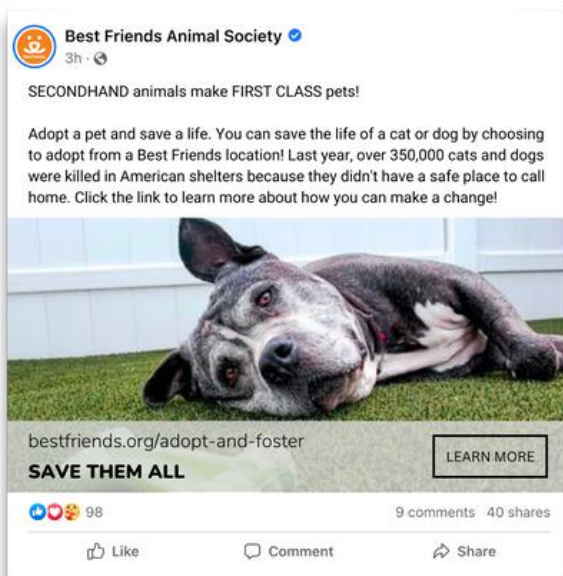 Best Friends Animal Society
3h ·
SECONDHAND animals make FIRST CLASS pets!
Adopt a pet and save a life. You can save the life of a cat or dog by choosing
to adopt from a Best Friends location! Last year, over 350,000 cats and dogs
were killed in American shelters because they didn't have a safe place to call
home. Click the link to learn more about how you can make a change!
bestfriends.org/adopt-and-foster
SAVE THEM ALL
LEARN MORE
98
9 comments 40 shares
Like Comment Share